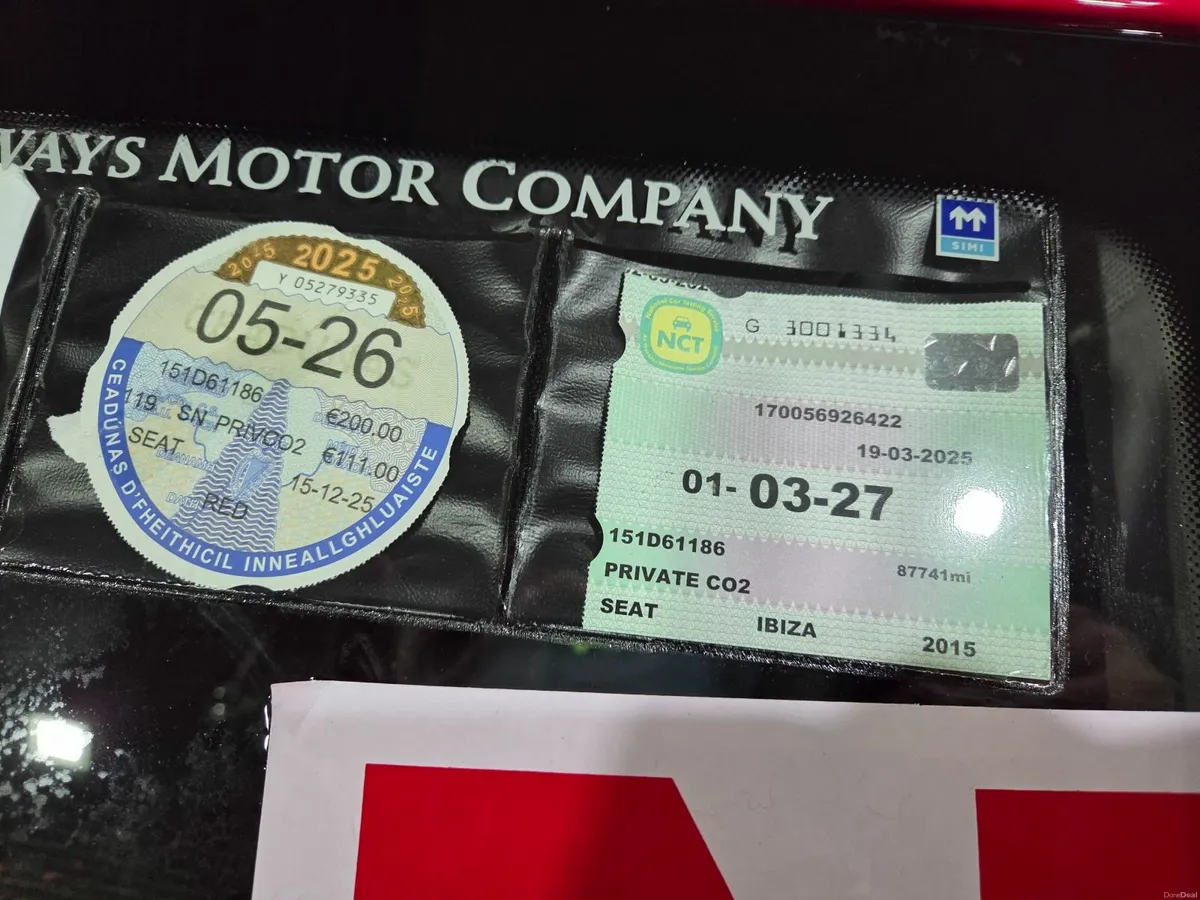 WAYS MOTOR COMPANY
SIMI
2025 2025 2025
Y 05279335
05-26
151D61186
119 SN PRIVCO2 €200.00
SEAT €111.00
15-12-25
RED
CEADÚNAS D'FHEITHICIL INNEALLGHLUAISTE
NCT
G 3001334
170056926422
19-03-2025
01-03-27
151D61186
87741mi
PRIVATE CO2
SEAT IBIZA 2015
DoneDeal